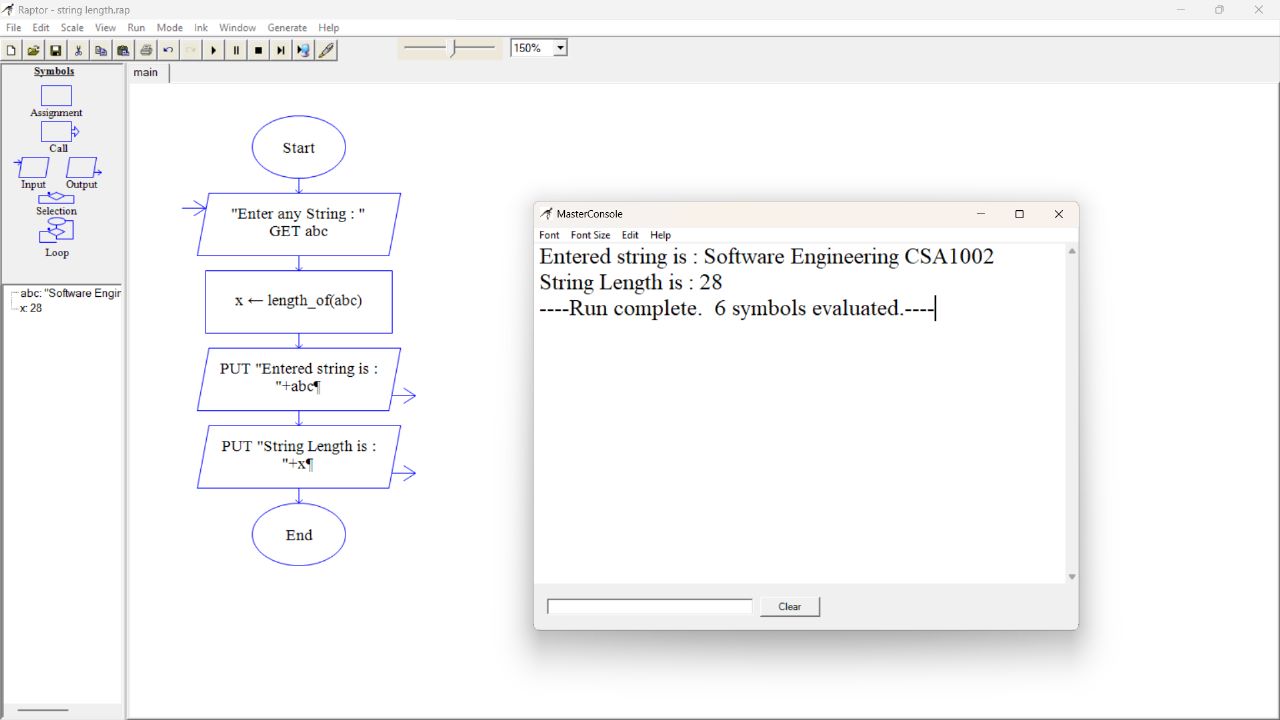 Raptor - string length.rap
File Edit Scale View Run Mode Ink Window Generate Help
150%
Symbols
Assignment
Call
Input Output
Selection
Loop
abc: "Software Engir
x: 28
main
Start
"Enter any String : "
GET abc
x ← length_of(abc)
PUT "Entered string is :
"+abc¶
PUT "String Length is :
"+x¶
End
MasterConsole
Font Font Size Edit Help
Entered string is : Software Engineering CSA1002
String Length is : 28
----Run complete.  6 symbols evaluated.----
Clear